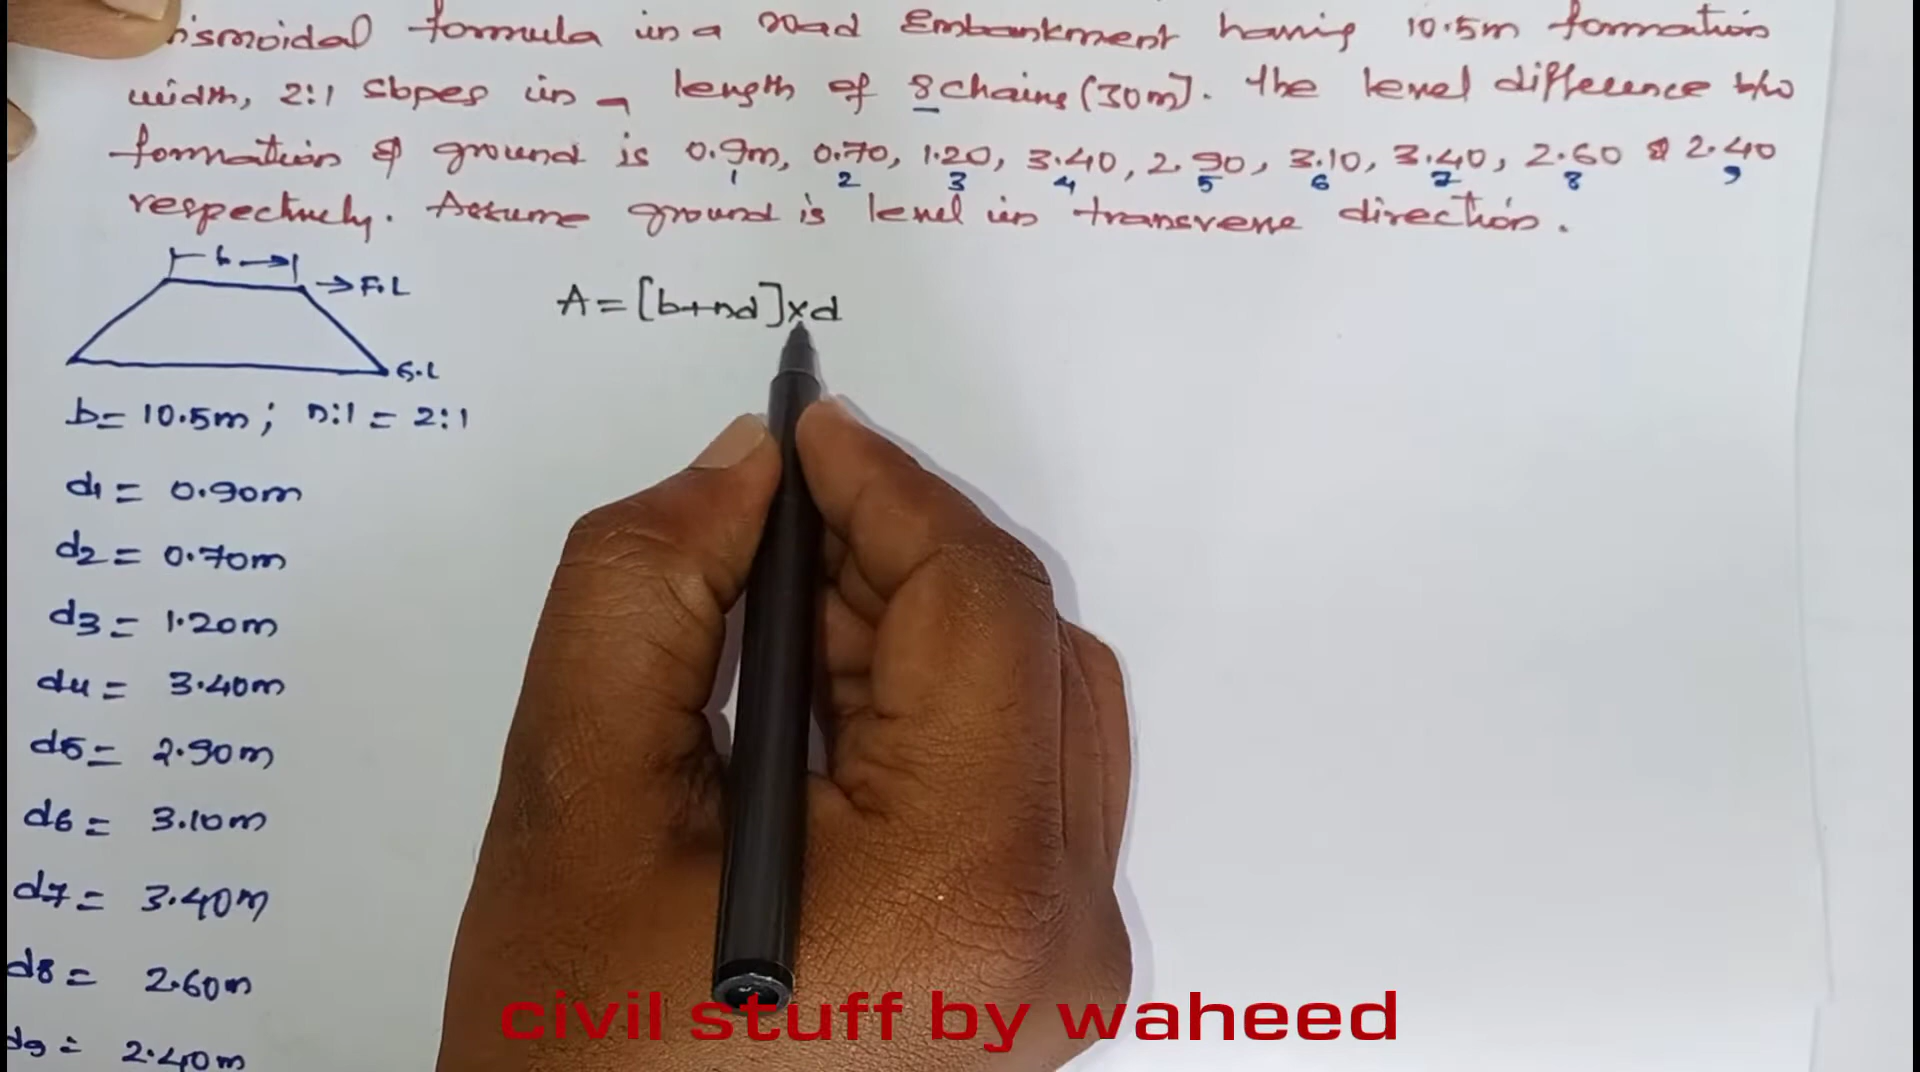 ismoidal formula in a road Embankment having 10.5m formation
width, 2:1 slopes in a length of 8 chains (30m). The level difference b/w
formation & ground is 0.9m, 0.70, 1.20, 3.40, 2.90, 3.10, 3.40, 2.60 & 2.40
1 2 3 4 5 6 7 8 9
respectively. Assume ground is level in transverse direction.
b
F.L
G.L
A = [b+nd]xd
b = 10.5m ; n:1 = 2:1
d1 = 0.90m
d2 = 0.70m
d3 = 1.20m
d4 = 3.40m
d5 = 2.90m
d6 = 3.10m
d7 = 3.40m
d8 = 2.60m
d9 = 2.40m
civil stuff by waheed